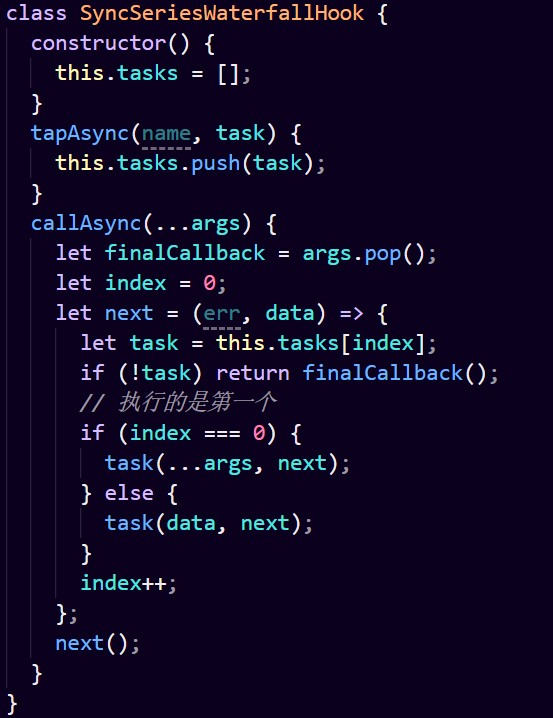 class SyncSeriesWaterfallHook {
  constructor() {
    this.tasks = [];
  }
  tapAsync(name, task) {
    this.tasks.push(task);
  }
  callAsync(...args) {
    let finalCallback = args.pop();
    let index = 0;
    let next = (err, data) => {
      let task = this.tasks[index];
      if (!task) return finalCallback();
      // 执行的是第一个
      if (index === 0) {
        task(...args, next);
      } else {
        task(data, next);
      }
      index++;
    };
    next();
  }
}